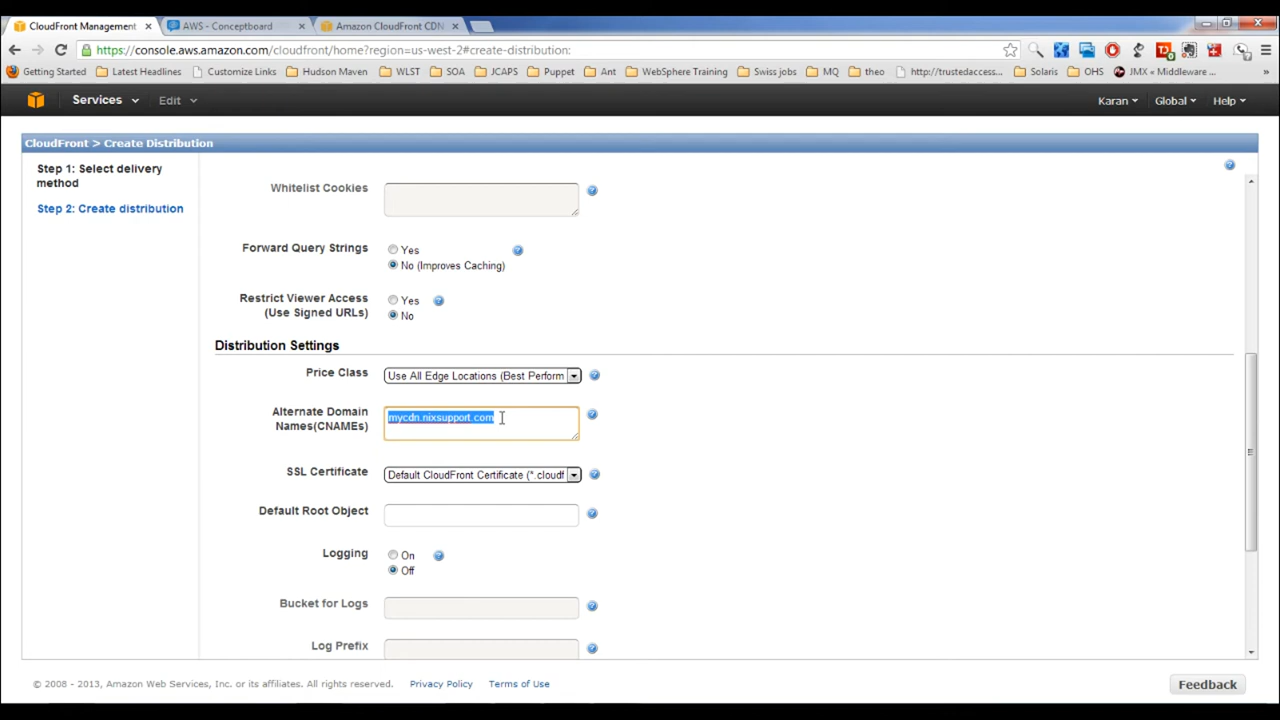 CloudFront Management
AWS - Conceptboard
Amazon CloudFront CDN
https://console.aws.amazon.com/cloudfront/home?region=us-west-2#create-distribution:
Getting Started
Latest Headlines
Customize Links
Hudson Maven
WLST
SOA
JCAPS
Puppet
Ant
WebSphere Training
Swiss jobs
MQ
theo
http://trustedaccess...
Solaris
OHS
JMX « Middleware ...
»
Services
Edit
Karan
Global
Help
CloudFront > Create Distribution
Step 1: Select delivery
method
Step 2: Create distribution
Whitelist Cookies
Forward Query Strings
Yes
No (Improves Caching)
Restrict Viewer Access
(Use Signed URLs)
Yes
No
Distribution Settings
Price Class
Use All Edge Locations (Best Perform
Alternate Domain
Names(CNAMEs)
mycdn.nixsupport.com
SSL Certificate
Default CloudFront Certificate (*.cloudf
Default Root Object
Logging
On
Off
Bucket for Logs
Log Prefix
© 2008 - 2013, Amazon Web Services, Inc. or its affiliates. All rights reserved.
Privacy Policy
Terms of Use
Feedback